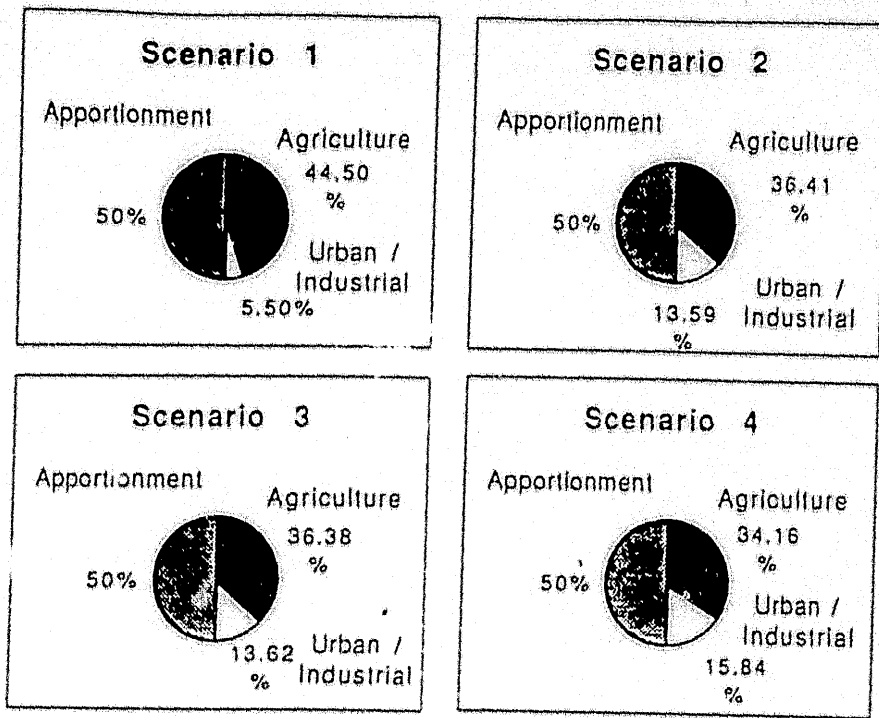 Scenario 1
Apportionment
Agriculture
44.50
%
50%
Urban /
Industrial
5.50%
Scenario 2
Apportionment
Agriculture
36.41
%
50%
Urban /
Industrial
13.59
%
Scenario 3
Apportionment
Agriculture
36.38
%
50%
Urban /
Industrial
13.62
%
Scenario 4
Apportionment
Agriculture
34.16
%
50%
Urban /
Industrial
15.84
%